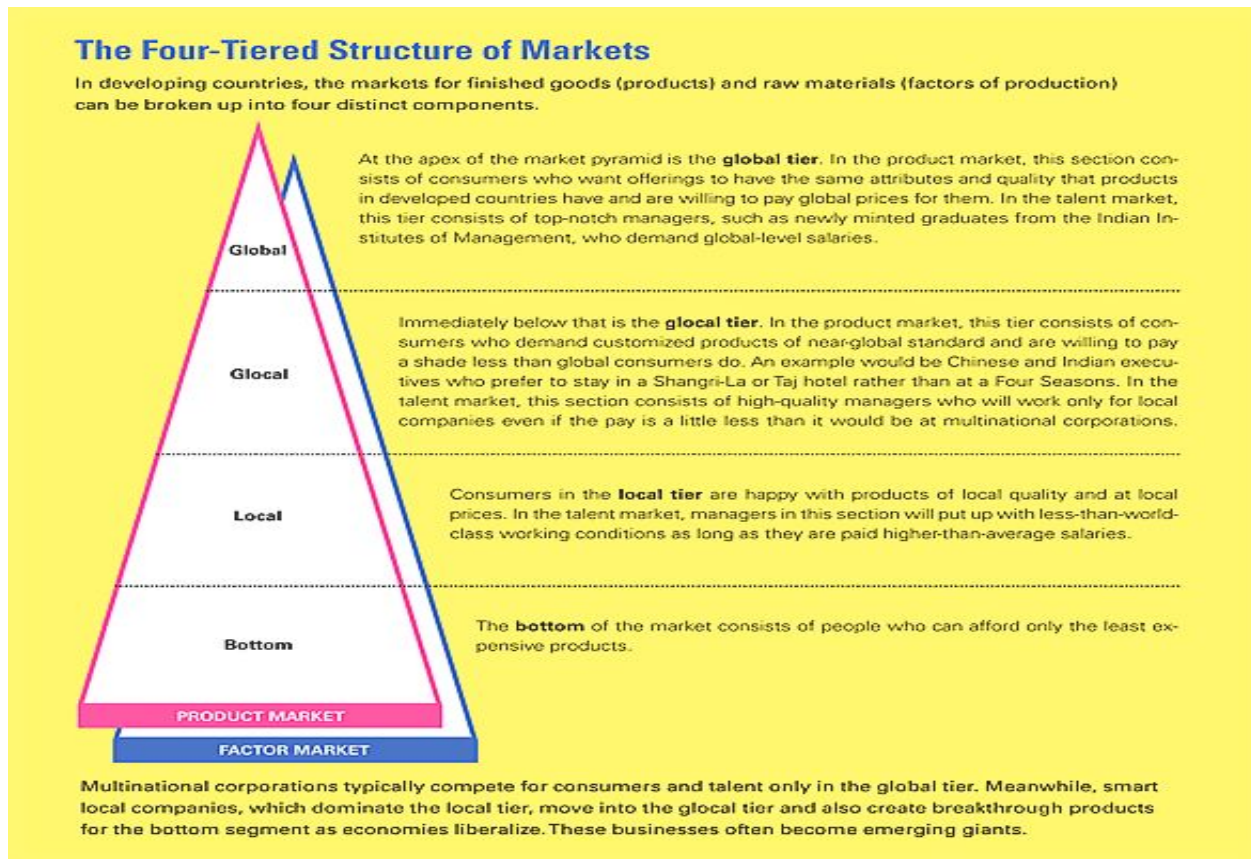 The Four-Tiered Structure of Markets
In developing countries, the markets for finished goods (products) and raw materials (factors of production)
can be broken up into four distinct components.
At the apex of the market pyramid is the global tier. In the product market, this section con-
sists of consumers who want offerings to have the same attributes and quality that products
in developed countries have and are willing to pay global prices for them. In the talent market,
this tier consists of top-notch managers, such as newly minted graduates from the Indian In-
stitutes of Management, who demand global-level salaries.
Global
Immediately below that is the glocal tier. In the product market, this tier consists of con-
sumers who demand customized products of near-global standard and are willing to pay
a shade less than global consumers do. An example would be Chinese and Indian execu-
tives who prefer to stay in a Shangri-La or Taj hotel rather than at a Four Seasons. In the
talent market, this section consists of high-quality managers who will work only for local
companies even if the pay is a little less than it would be at multinational corporations.
Glocal
Consumers in the local tier are happy with products of local quality and at local
prices. In the talent market, managers in this section will put up with less-than-world-
class working conditions as long as they are paid higher-than-average salaries.
Local
The bottom of the market consists of people who can afford only the least ex-
pensive products.
Bottom
PRODUCT MARKET
FACTOR MARKET
Multinational corporations typically compete for consumers and talent only in the global tier. Meanwhile, smart
local companies, which dominate the local tier, move into the glocal tier and also create breakthrough products
for the bottom segment as economies liberalize. These businesses often become emerging giants.